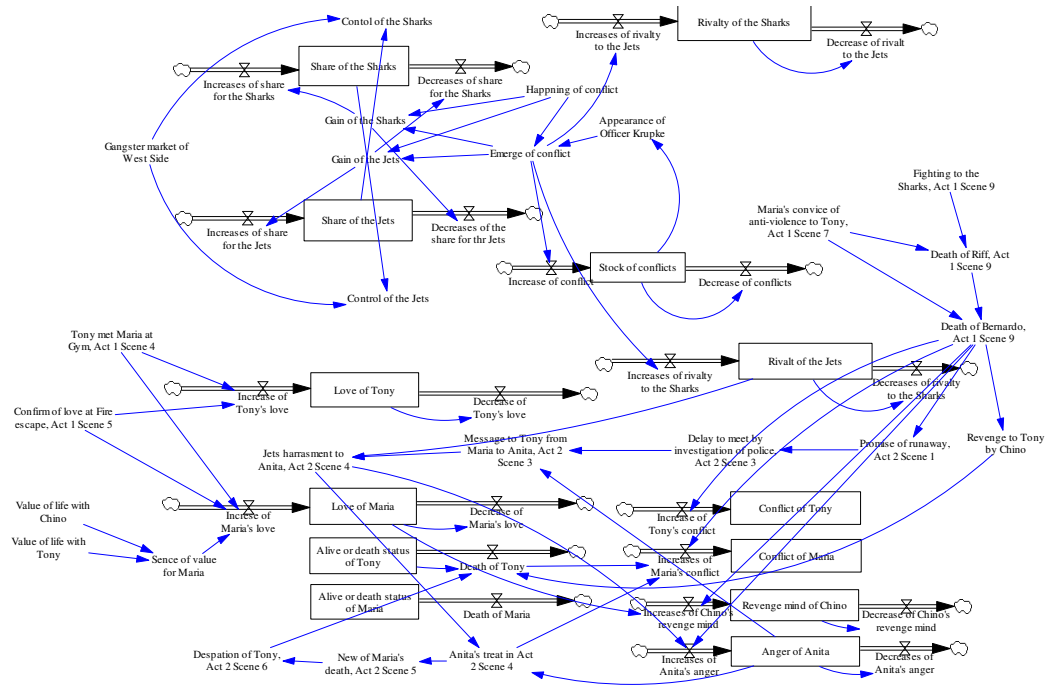 Contol of the Sharks
Increases of rivalty
to the Jets
Rivalty of the Sharks
Decrease of rivalt
to the Jets
Share of the Sharks
Increases of share
for the Sharks
Decreases of share
for the Sharks
Happning of conflict
Gain of the Sharks
Appearance of
Officer Krupke
Gangster market of
West Side
Gain of the Jets
Emerge of conflict
Fighting to the
Sharks, Act 1 Scene 9
Maria's convice of
anti-violence to Tony,
Act 1 Scene 7
Share of the Jets
Increases of share
for the Jets
Decreases of the
share for thr Jets
Death of Riff, Act
1 Scene 9
Increase of conflict
Stock of conflicts
Decrease of conflicts
Control of the Jets
Death of Bernardo,
Act 1 Scene 9
Tony met Maria at
Gym, Act 1 Scene 4
Increases of rivalty
to the Sharks
Rivalt of the Jets
Decreases of rivalty
to the Sharks
Increase of
Tony's love
Love of Tony
Decrease of
Tony's love
Confirm of love at Fire
escape, Act 1 Scene 5
Message to Tony from
Maria to Anita, Act 2
Scene 3
Delay to meet by
investigation of police,
Act 2 Scene 3
Promise of runaway,
Act 2 Scene 1
Revenge to Tony
by Chino
Jets harrasment to
Anita, Act 2 Scene 4
Value of life with
Chino
Increse of
Maria's love
Love of Maria
Decrease of
Maria's love
Increase of
Tony's conflict
Conflict of Tony
Value of life with
Tony
Sence of value
for Maria
Alive or death status
of Tony
Death of Tony
Increases of
Maria's conflict
Conflict of Maria
Alive or death status
of Maria
Death of Maria
Increases of Chino's
revenge mind
Revenge mind of Chino
Decrease of Chino's
revenge mind
Despation of Tony,
Act 2 Scene 6
New of Maria's
death, Act 2 Scene 5
Anita's treat in Act
2 Scene 4
Increases of
Anita's anger
Anger of Anita
Decreases of
Anita's anger